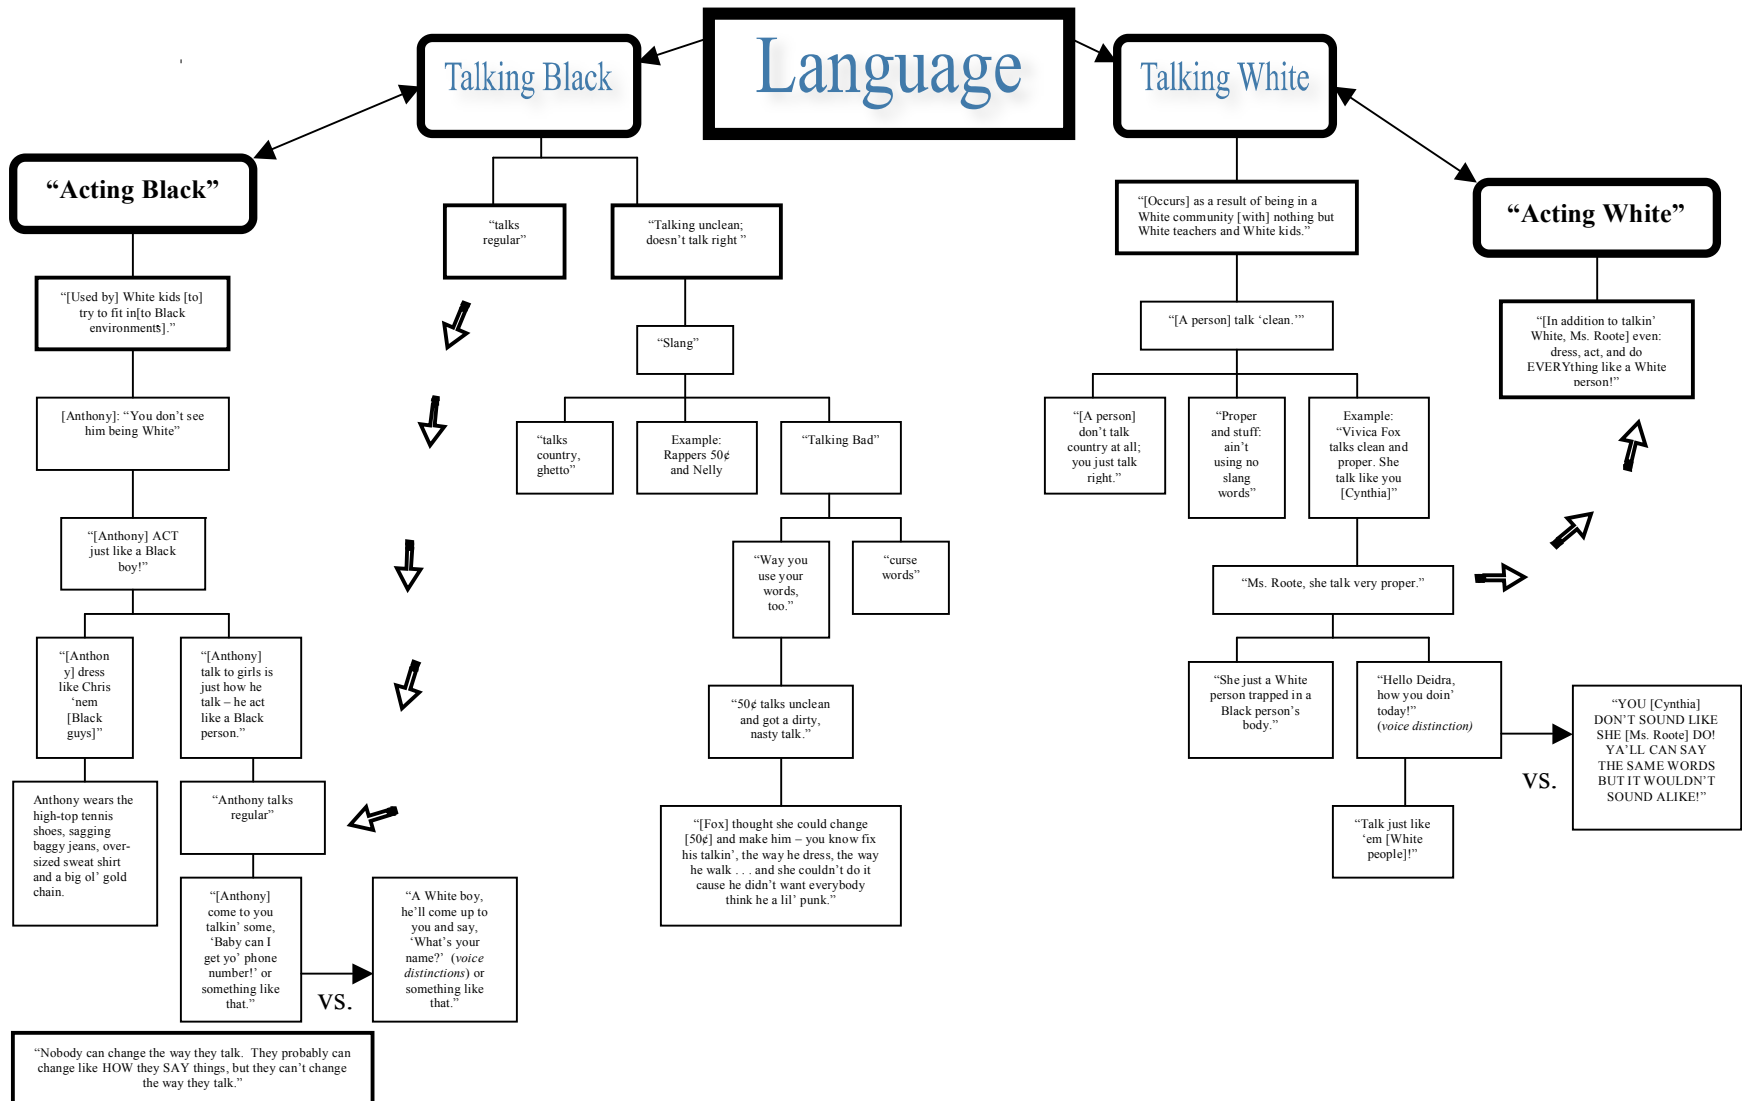 Language
Talking Black
Talking White
“Acting Black”
“Acting White”
“[Used by] White kids [to]
try to fit in[to Black
environments].”
[Anthony]: “You don’t see
him being White”
“[Anthony] ACT
just like a Black
boy!”
“[Anthon
y] dress
like Chris
‘nem
[Black
guys]”
Anthony wears the
high-top tennis
shoes, sagging
baggy jeans, over-
sized sweat shirt
and a big ol’ gold
chain.
“[Anthony]
talk to girls is
just how he
talk – he act
like a Black
person.”
“Anthony talks
regular”
“[Anthony]
come to you
talkin’ some,
‘Baby can I
get yo’ phone
number!’ or
something like
that.”
vs.
“A White boy,
he’ll come up to
you and say,
‘What’s your
name?’ (voice
distinctions) or
something like
that.”
“Nobody can change the way they talk. They probably can
change like HOW they SAY things, but they can’t change
the way they talk.”
“talks
regular”
“Talking unclean;
doesn’t talk right ”
“Slang”
“talks
country,
ghetto”
Example:
Rappers 50¢
and Nelly
“Talking Bad”
“Way you
use your
words,
too.”
“curse
words”
“50¢ talks unclean
and got a dirty,
nasty talk.”
“[Fox] thought she could change
[50¢] and make him – you know fix
his talkin’, the way he dress, the way
he walk . . . and she couldn’t do it
cause he didn’t want everybody
think he a lil’ punk.”
“[Occurs] as a result of being in a
White community [with] nothing but
White teachers and White kids.”
“[A person] talk ‘clean.’”
“[A person]
don’t talk
country at all;
you just talk
right.”
“Proper
and stuff:
ain’t
using no
slang
words”
Example:
“Vivica Fox
talks clean and
proper. She
talk like you
[Cynthia]”
“Ms. Roote, she talk very proper.”
“She just a White
person trapped in a
Black person’s
body.”
“Hello Deidra,
how you doin’
today!”
(voice distinction)
“Talk just like
‘em [White
people]!”
vs.
“YOU [Cynthia]
DON’T SOUND LIKE
SHE [Ms. Roote] DO!
YA’LL CAN SAY
THE SAME WORDS
BUT IT WOULDN’T
SOUND ALIKE!”
“[In addition to talkin’
White, Ms. Roote] even:
dress, act, and do
EVERYthing like a White
person!”